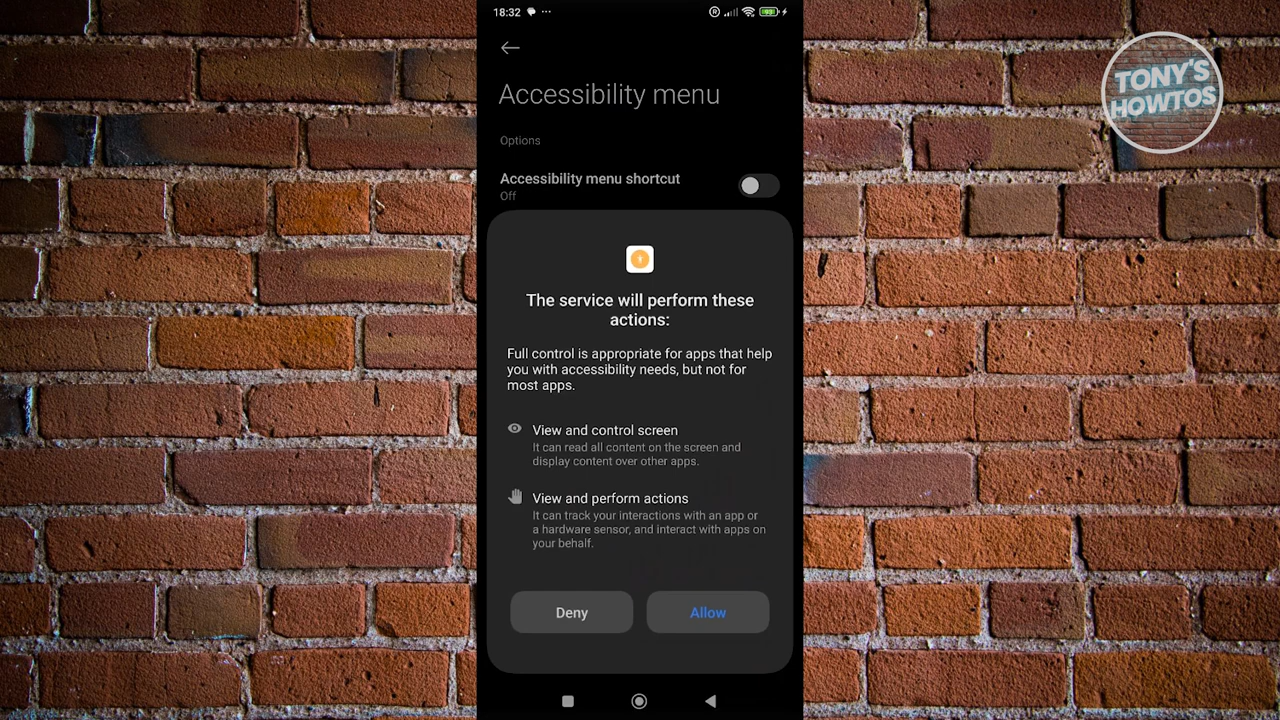 18:32
TONY'S
HOWTOS
Accessibility menu
Options
Accessibility menu shortcut
Off
The service will perform these
actions:
Full control is appropriate for apps that help
you with accessibility needs, but not for
most apps.
View and control screen
It can read all content on the screen and
display content over other apps.
View and perform actions
It can track your interactions with an app or
a hardware sensor, and interact with apps on
your behalf.
Deny
Allow